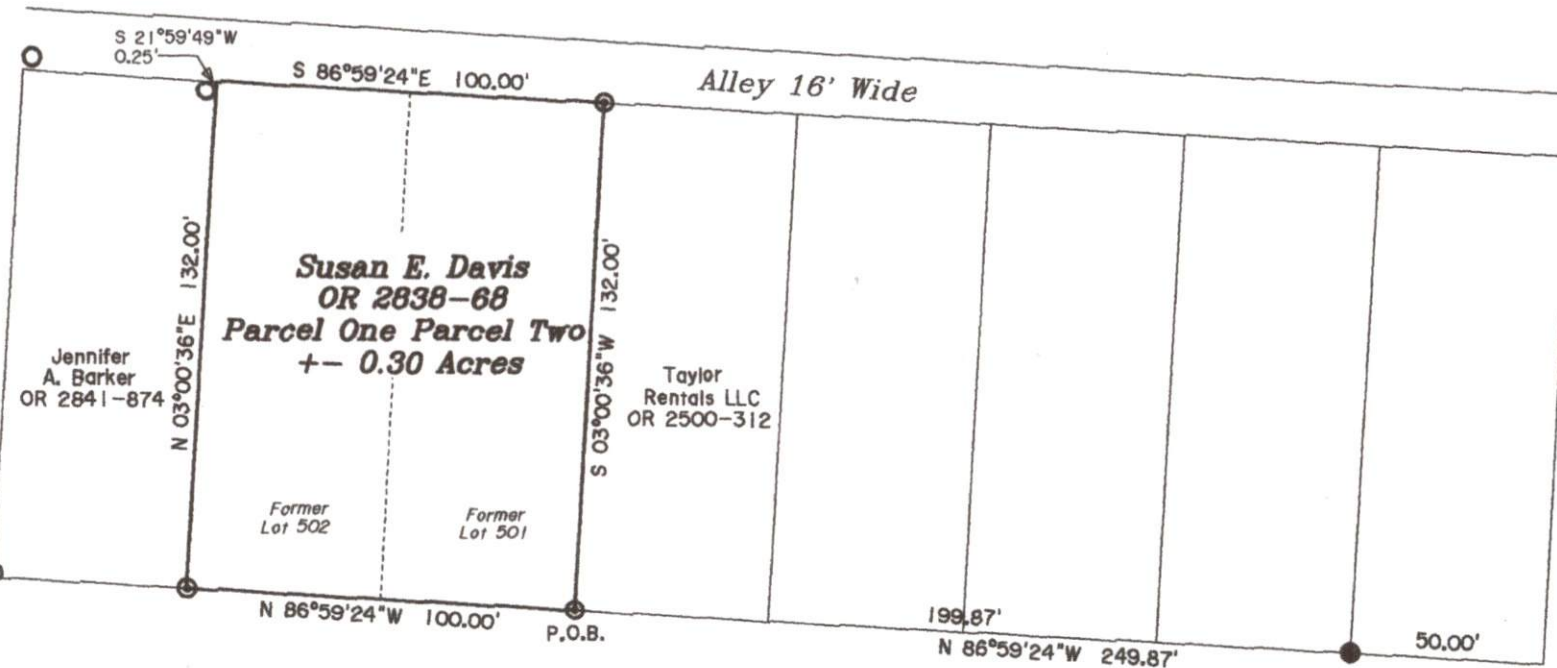 S 21°59'49"W
0.25'
S 86°59'24"E 100.00'
Alley 16' Wide
N 03°00'36"E 132.00'
Susan E. Davis
OR 2838-68
Parcel One Parcel Two
+- 0.30 Acres
S 03°00'36"W 132.00'
Jennifer
A. Barker
OR 2841-874
Taylor
Rentals LLC
OR 2500-312
Former
Lot 502
Former
Lot 501
N 86°59'24"W 100.00'
P.O.B.
199.87'
N 86°59'24"W 249.87'
50.00'